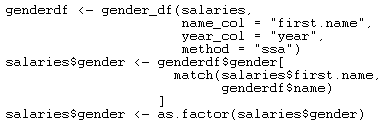 genderdf <- gender_df(salaries,
name_col = "first.name",
year_col = "year",
method = "ssa")
salaries$gender <- genderdf$gender[
match(salaries$first.name,
genderdf$name)
]
salaries$gender <- as.factor(salaries$gender)